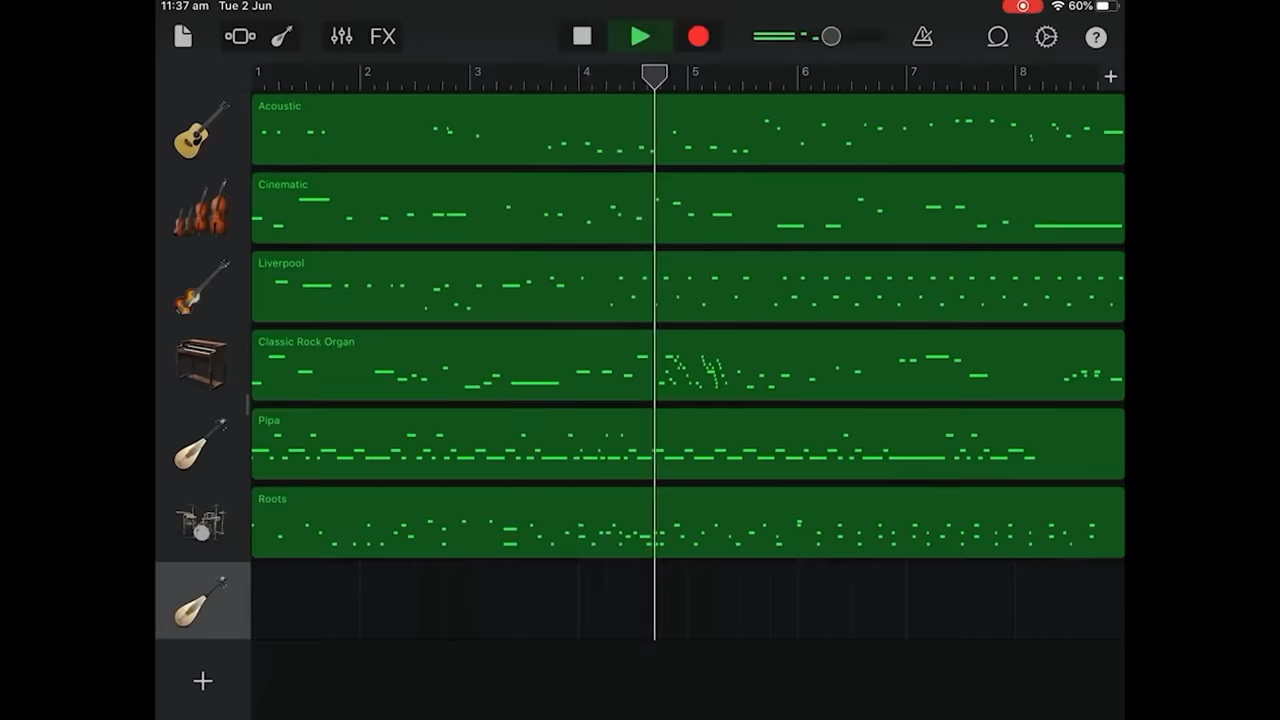 11:37 am Tue 2 Jun 60%
FX ?
1 2 3 4 5 6 7 8 +
Acoustic
Cinematic
Liverpool
Classic Rock Organ
Pipa
Roots
+